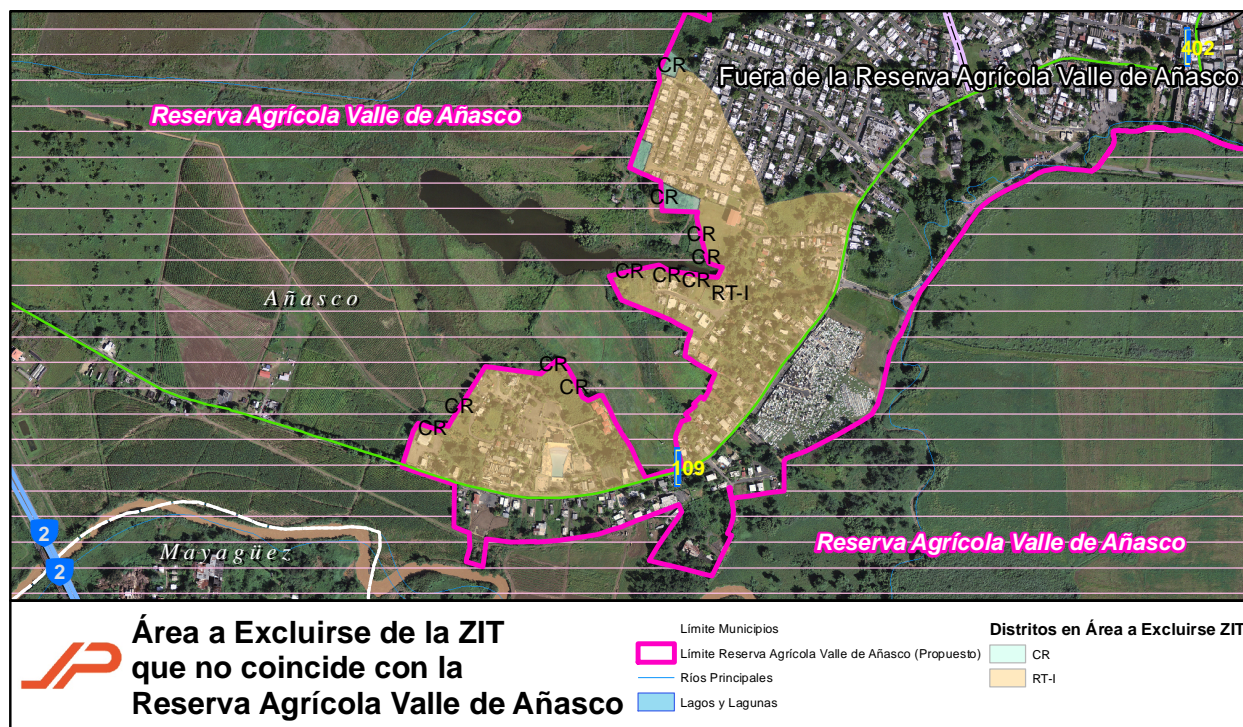 CR
402
Fuera de la Reserva Agrícola Valle de Añasco
Reserva Agrícola Valle de Añasco
CR
CR
CR
CR
CR
CR
RT-I
Añasco
CR
CR
CR
CR
109
2
2
Mayagüez
Reserva Agrícola Valle de Añasco
Área a Excluirse de la ZIT
que no coincide con la
Reserva Agrícola Valle de Añasco
Límite Municipios
Límite Reserva Agrícola Valle de Añasco (Propuesto)
Ríos Principales
Lagos y Lagunas
Distritos en Área a Excluirse ZIT
CR
RT-I